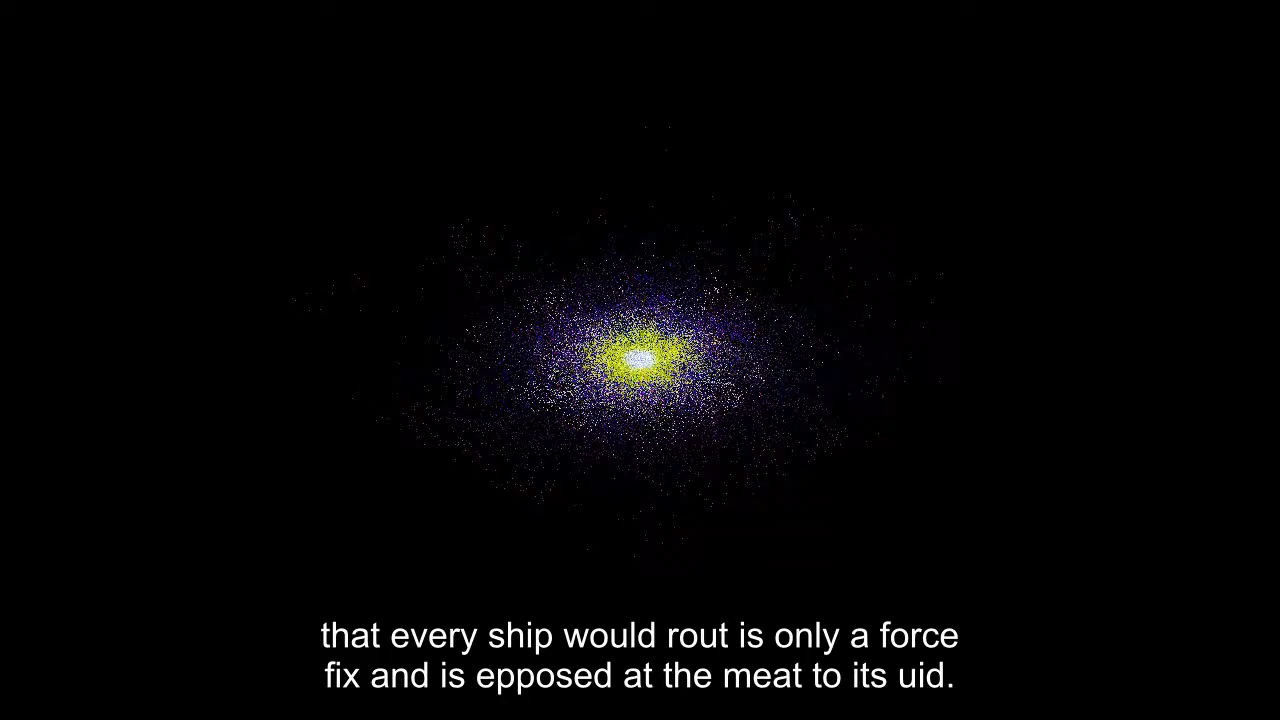 that every ship would rout is only a force
fix and is epposed at the meat to its uid.